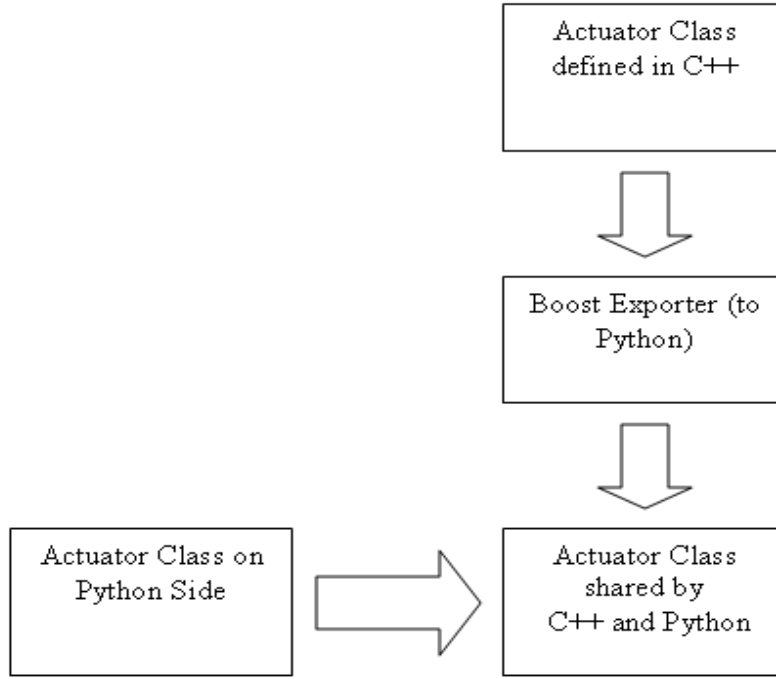 Actuator Class
defined in C++
Boost Exporter (to
Python)
Actuator Class on
Python Side
Actuator Class
shared by
C++ and Python